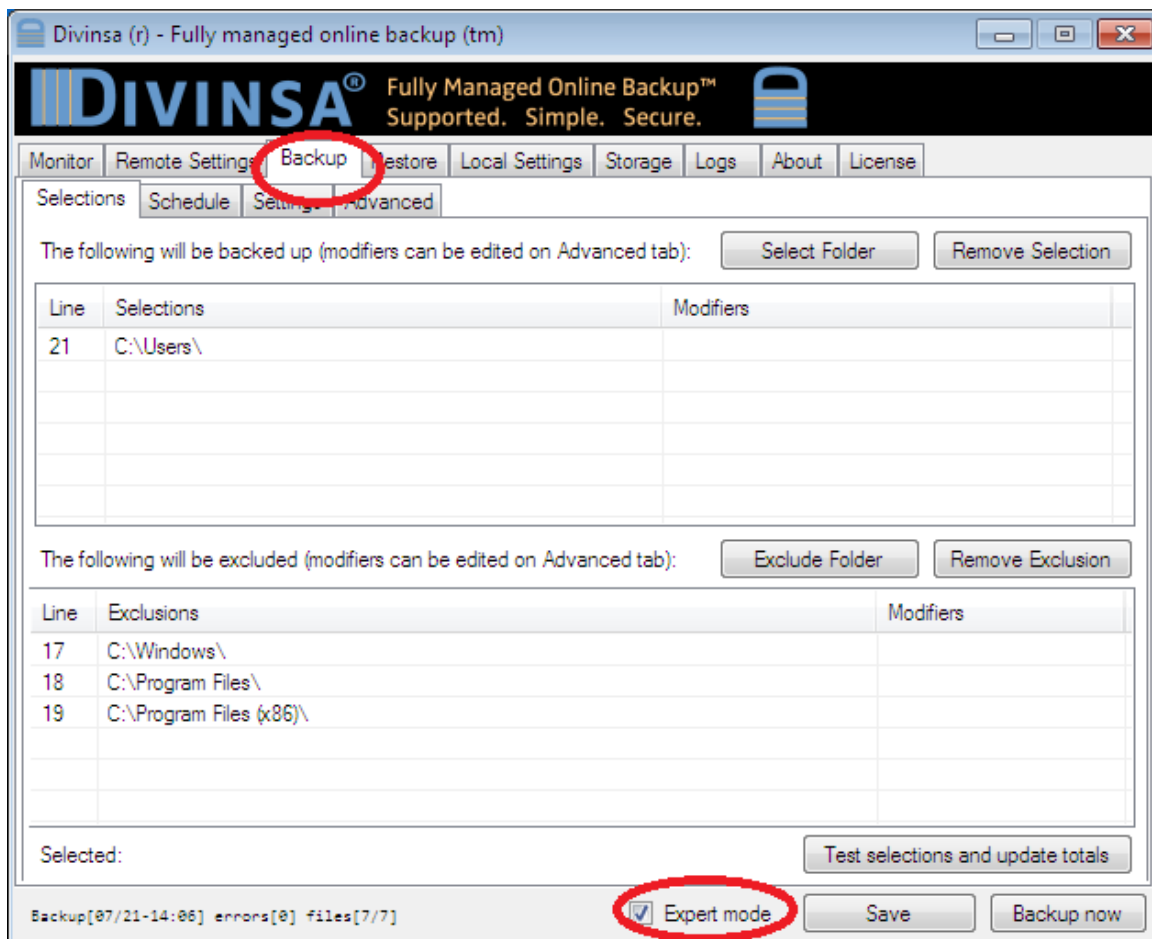 Divinsa (r) - Fully managed online backup (tm)
DIVINSA® Fully Managed Online Backup™
Supported. Simple. Secure.
Monitor Remote Settings Backup Restore Local Settings Storage Logs About License
Selections Schedule Settings Advanced
The following will be backed up (modifiers can be edited on Advanced tab): Select Folder Remove Selection
Line Selections Modifiers
21 C:\Users\
The following will be excluded (modifiers can be edited on Advanced tab): Exclude Folder Remove Exclusion
Line Exclusions Modifiers
17 C:\Windows\
18 C:\Program Files\
19 C:\Program Files (x86)\
Selected: Test selections and update totals
Backup[07/21-14:06] errors[0] files[7/7] Expert mode Save Backup now